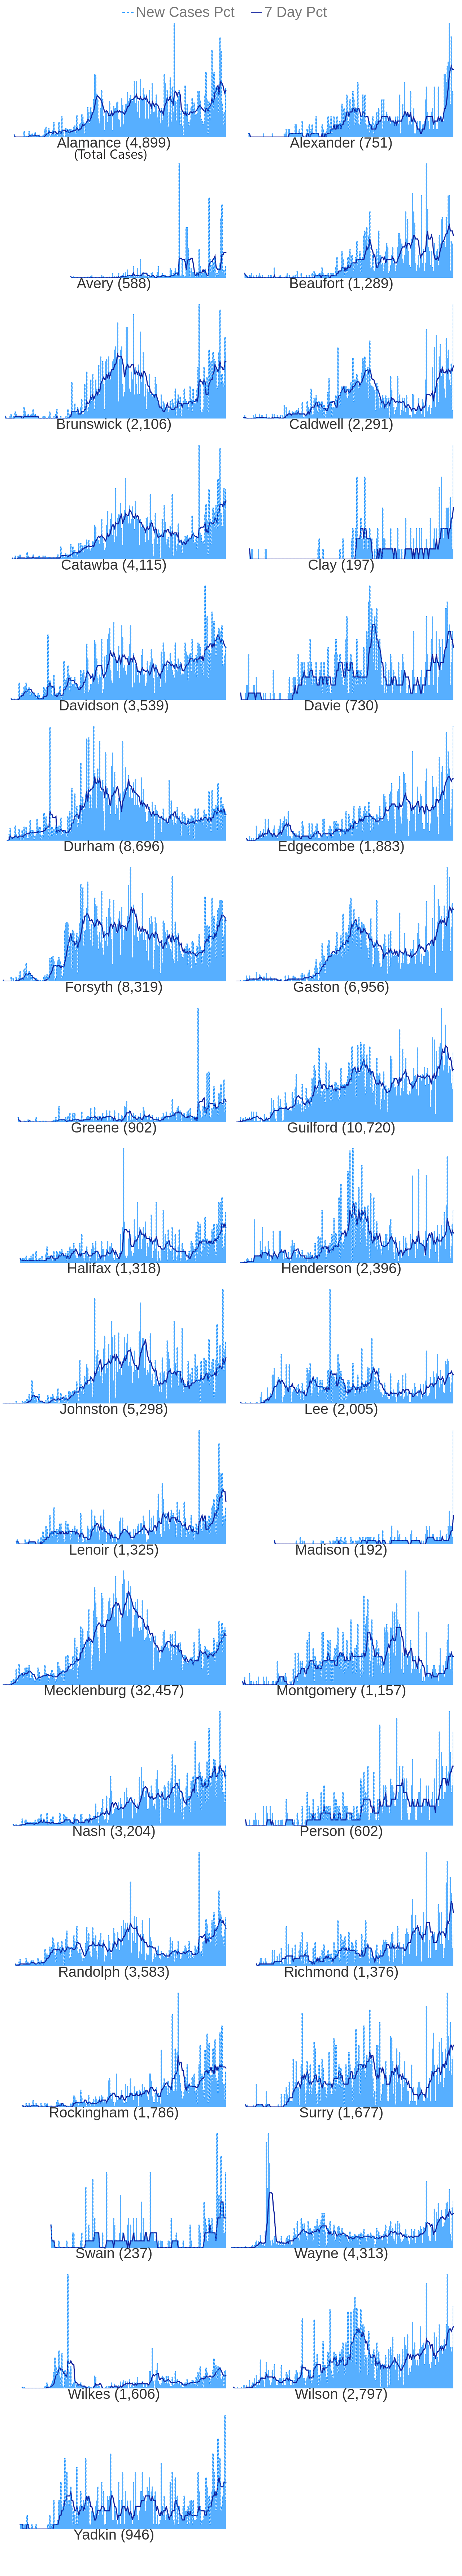 New Cases Pct 7 Day Pct
Alamance (4,899) Alexander (751)
(Total Cases)
Avery (588) Beaufort (1,289)
Brunswick (2,106) Caldwell (2,291)
Catawba (4,115) Clay (197)
Davidson (3,539) Davie (730)
Durham (8,696) Edgecombe (1,883)
Forsyth (8,319) Gaston (6,956)
Greene (902) Guilford (10,720)
Halifax (1,318) Henderson (2,396)
Johnston (5,298) Lee (2,005)
Lenoir (1,325) Madison (192)
Mecklenburg (32,457) Montgomery (1,157)
Nash (3,204) Person (602)
Randolph (3,583) Richmond (1,376)
Rockingham (1,786) Surry (1,677)
Swain (237) Wayne (4,313)
Wilkes (1,606) Wilson (2,797)
Yadkin (946)